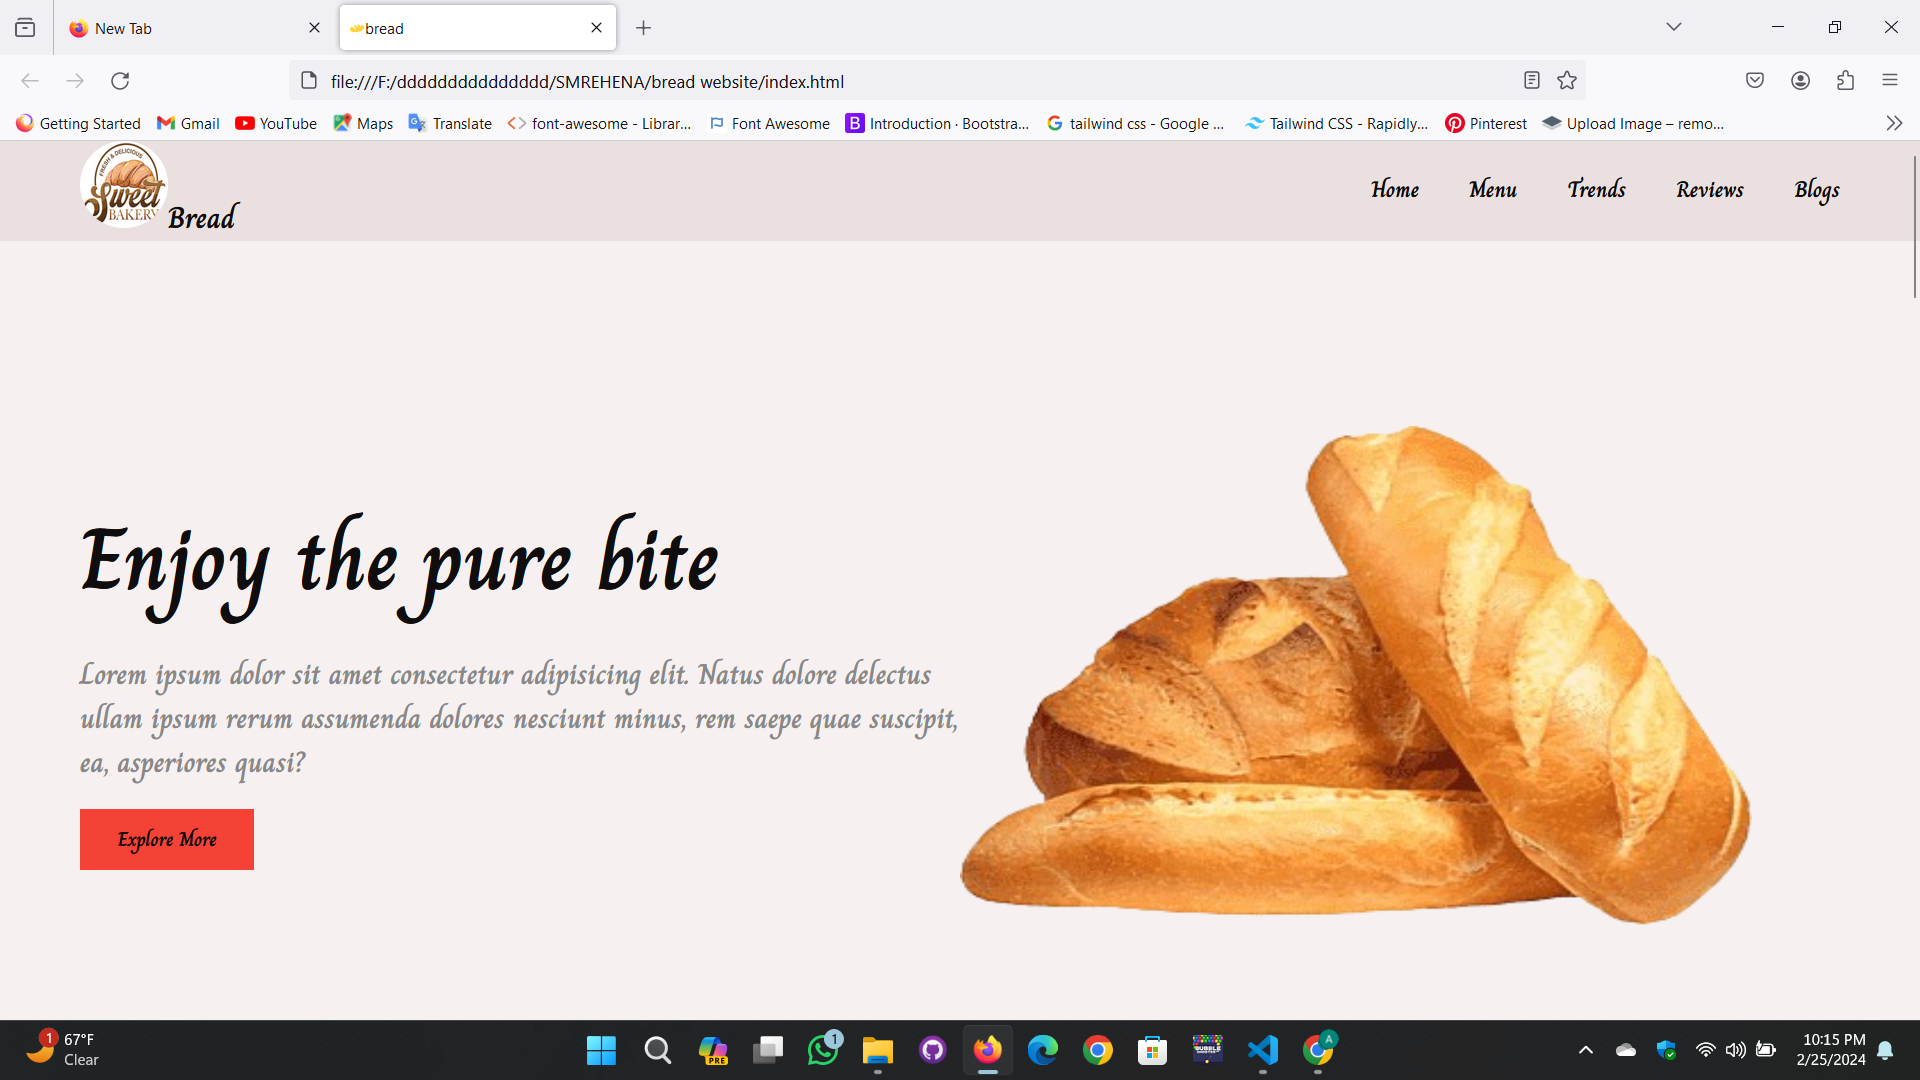 New Tab
bread
file:///F:/ddddddddddddddd/SMREHENA/bread website/index.html
Getting Started
Gmail
YouTube
Maps
Translate
font-awesome - Librar...
Font Awesome
Introduction · Bootstra...
tailwind css - Google ...
Tailwind CSS - Rapidly...
Pinterest
Upload Image – remo...
FRESH & DELICIOUS
Sweet
BAKERY
Bread
Home
Menu
Trends
Reviews
Blogs
Enjoy the pure bite
Lorem ipsum dolor sit amet consectetur adipisicing elit. Natus dolore delectus
ullam ipsum rerum assumenda dolores nesciunt minus, rem saepe quae suscipit,
ea, asperiores quasi?
Explore More
1
67°F
Clear
PRE
1
BUBBLE
A
10:15 PM
2/25/2024